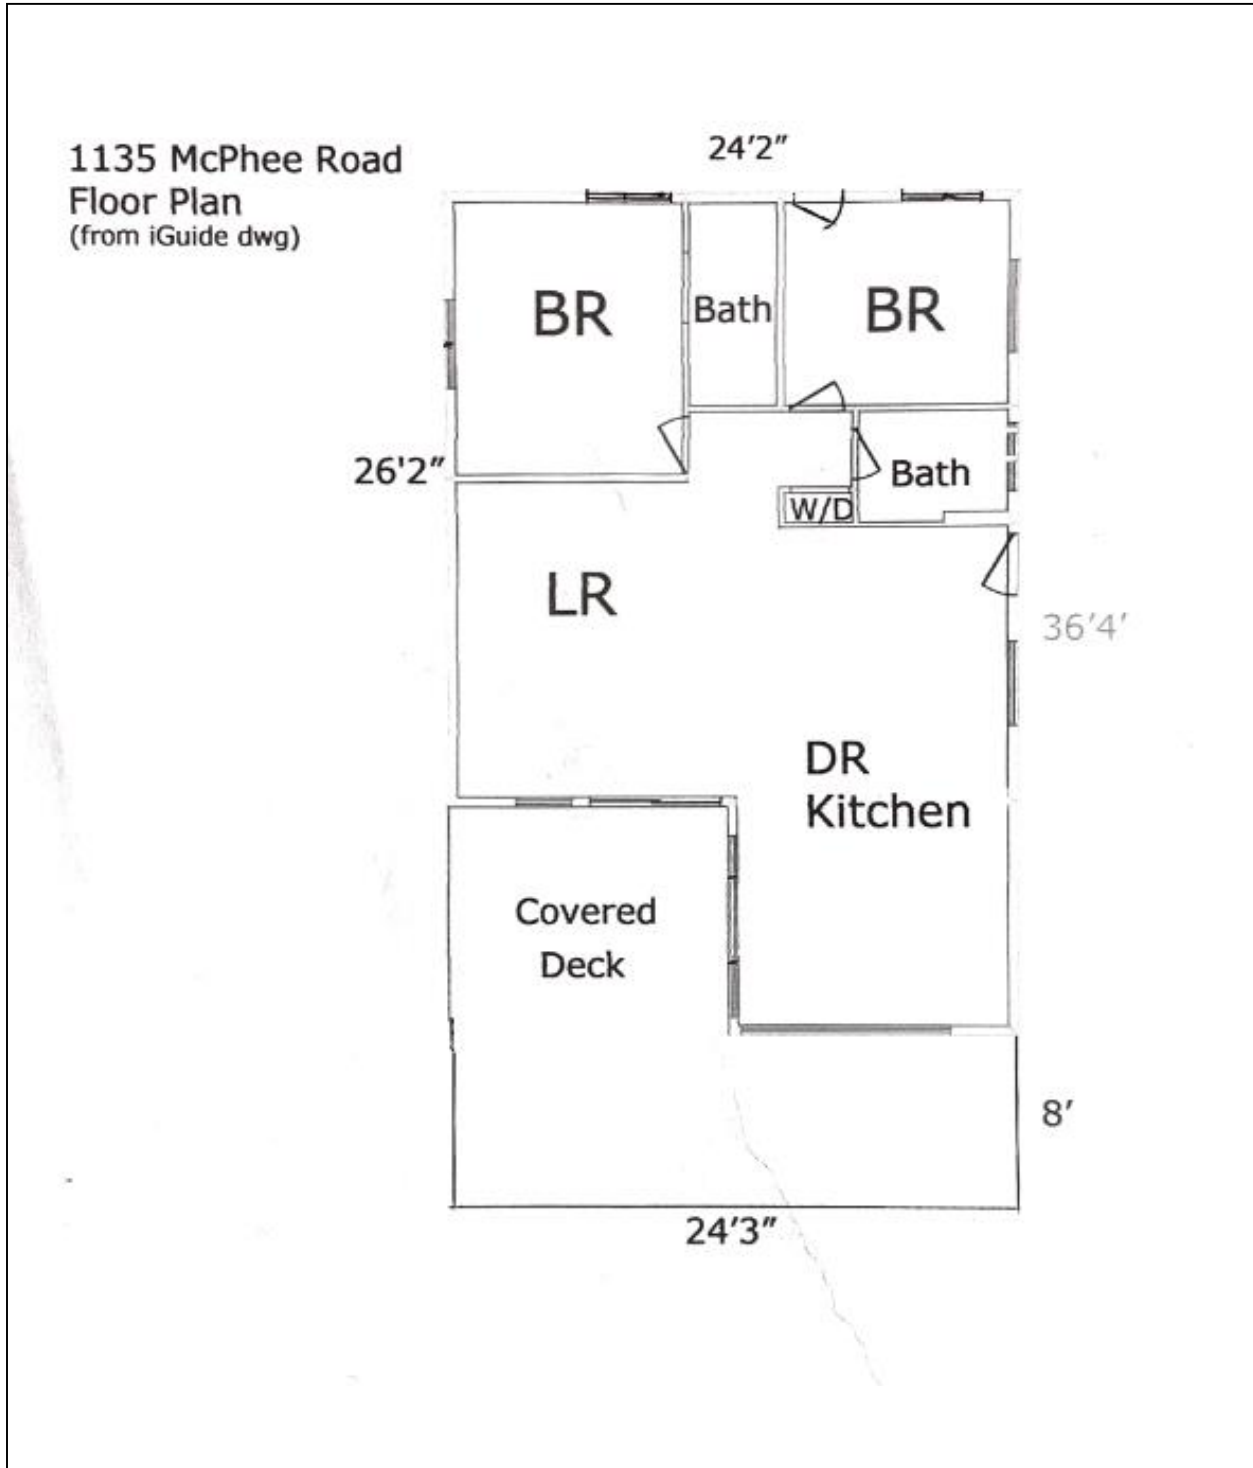 24'2"
1135 McPhee Road
Floor Plan
(from iGuide dwg)
BR
Bath
BR
26'2"
Bath
W/D
LR
36'4'
DR
Kitchen
Covered
Deck
8'
24'3"